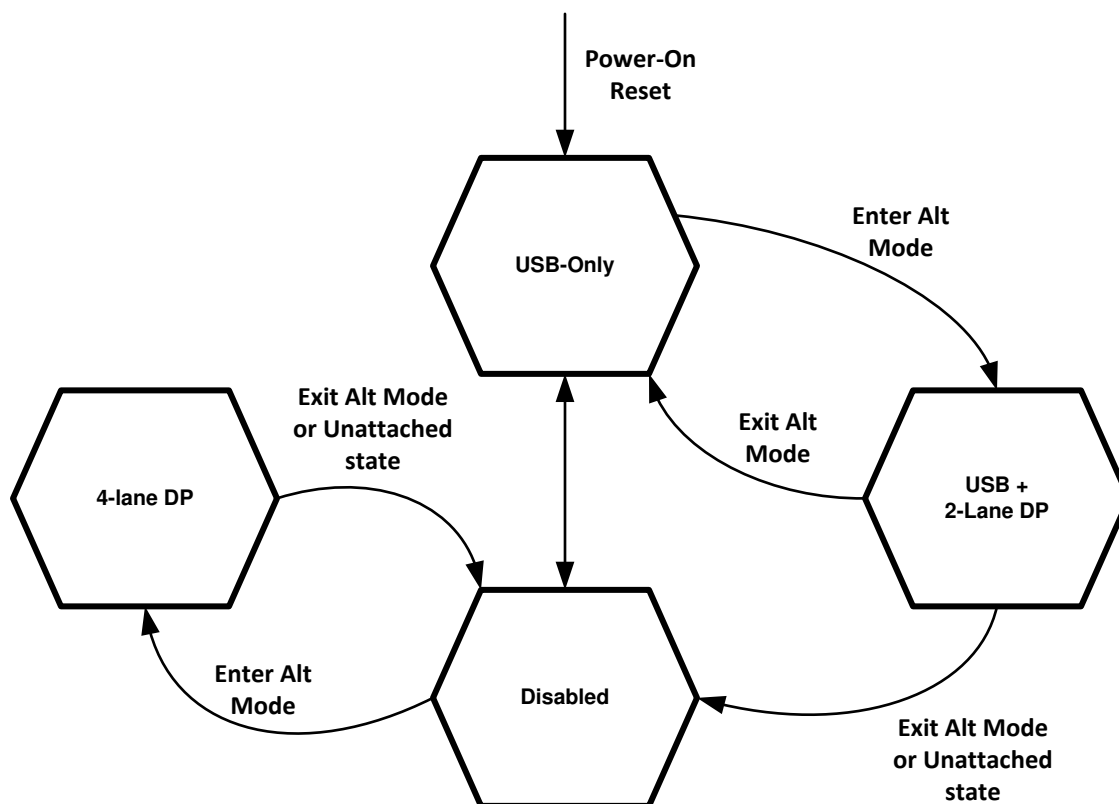 Power-On
Reset
USB-Only
Enter Alt
Mode
Exit Alt Mode
or Unattached
state
Exit Alt
Mode
4-lane DP
USB +
2-Lane DP
Enter Alt
Mode
Disabled
Exit Alt Mode
or Unattached
state